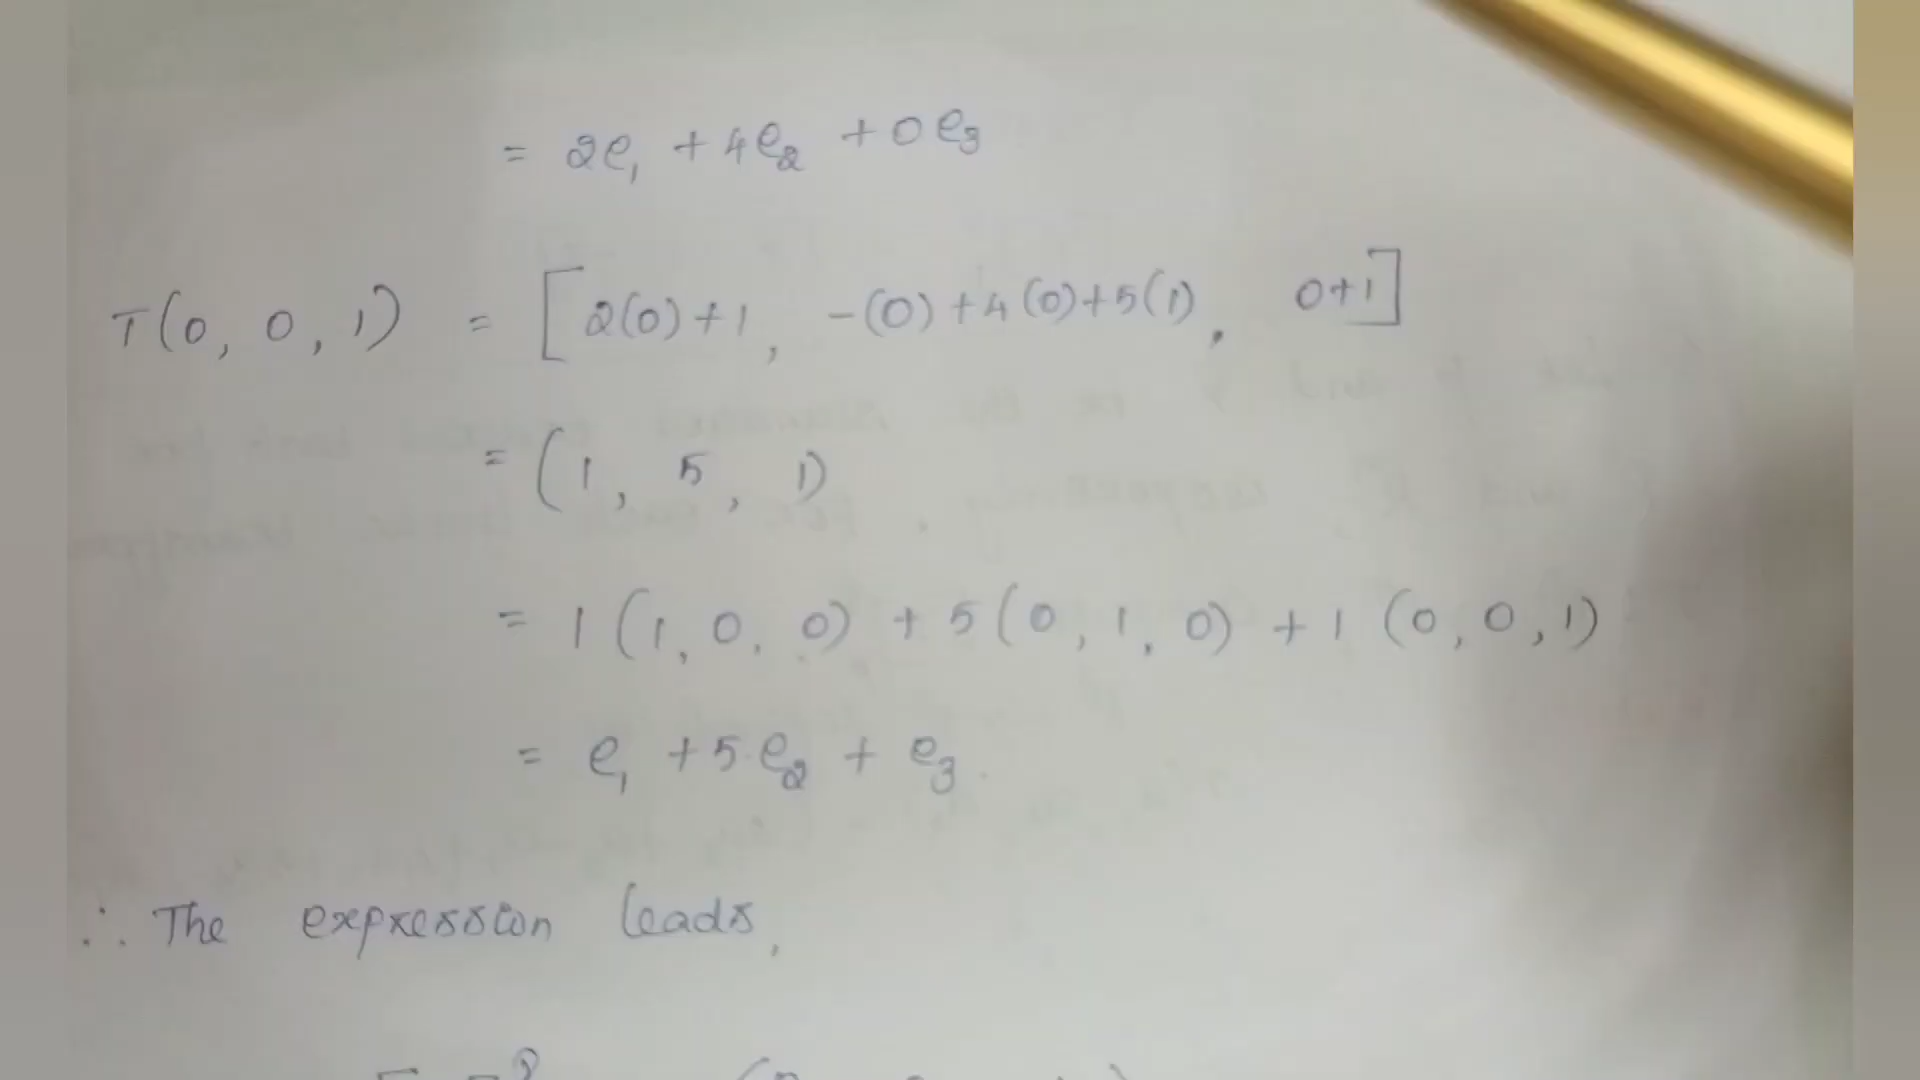 = 2e₁ + 4e₂ + 0e₃
T(0, 0, 1) = [2(0)+1, -(0)+4(0)+5(1), 0+1]
= (1, 5, 1)
= 1(1, 0, 0) + 5(0, 1, 0) + 1(0, 0, 1)
= e₁ + 5e₂ + e₃.
∴ The expression leads,